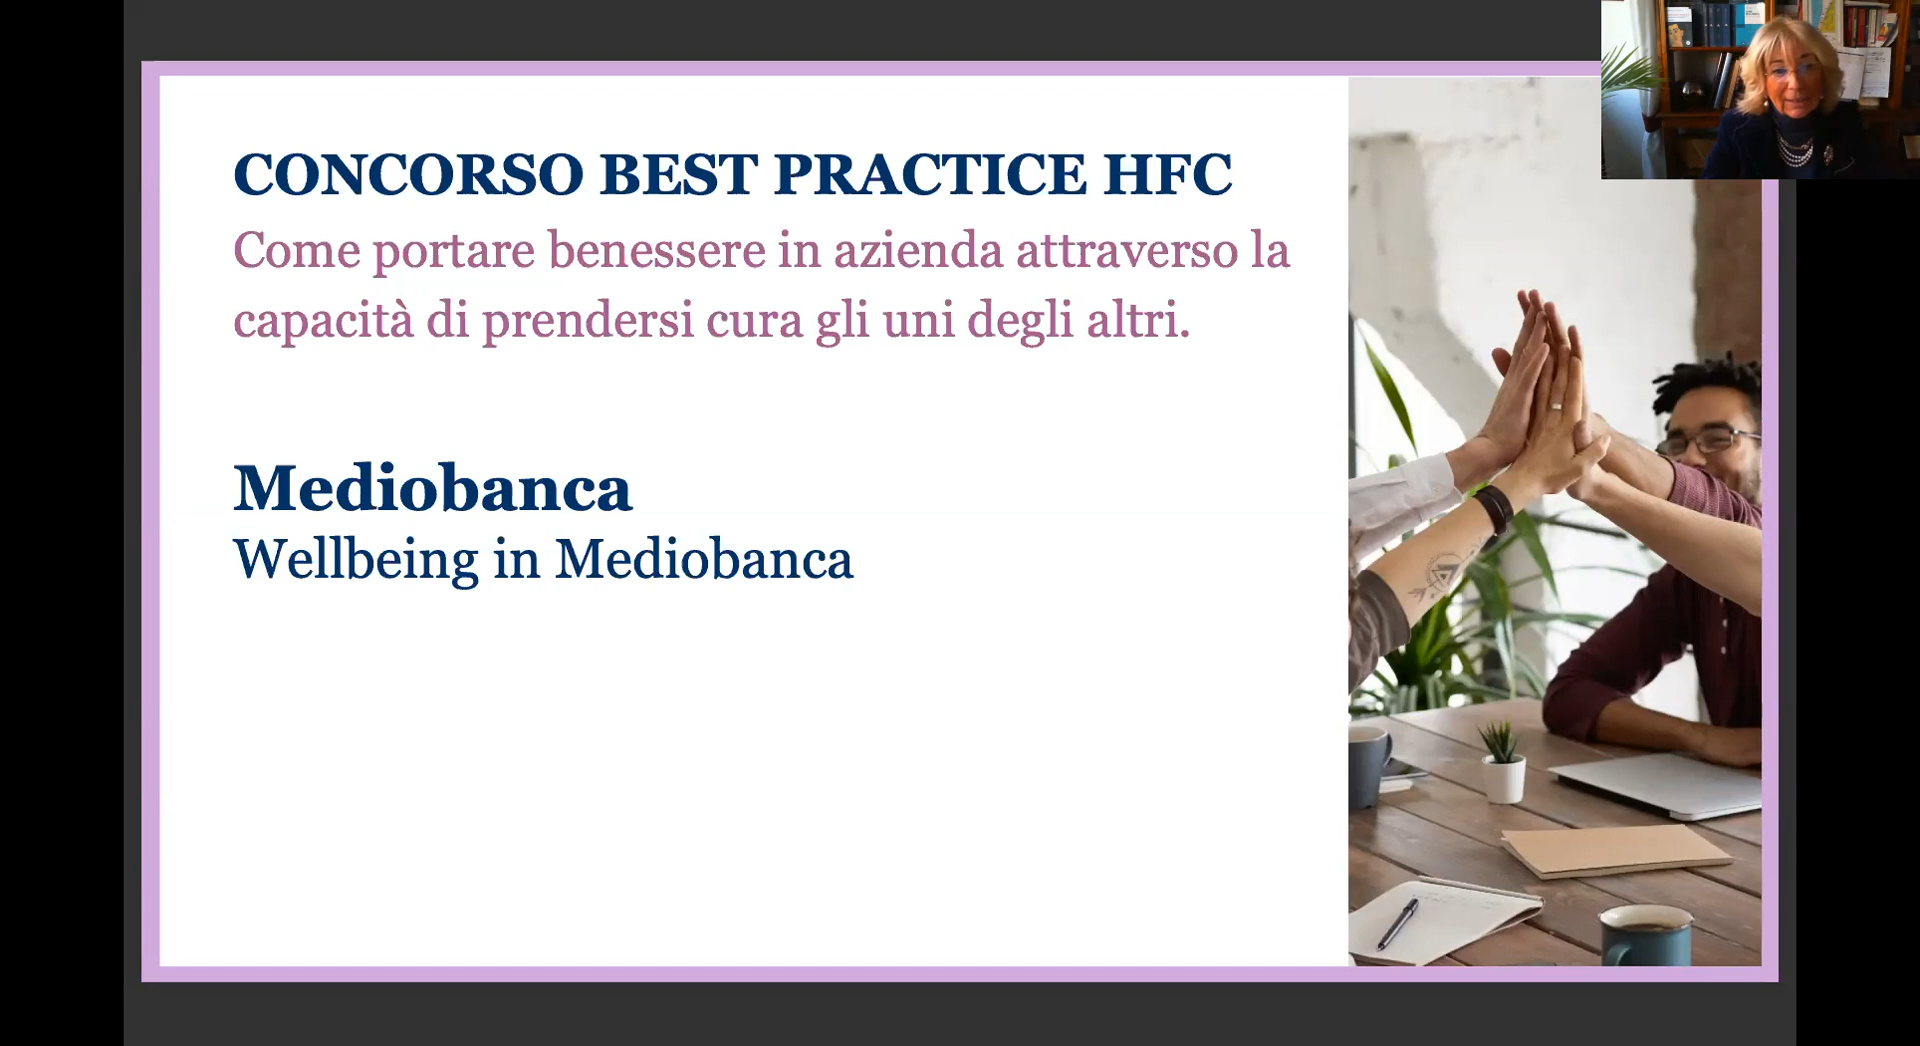 CONCORSO BEST PRACTICE HFC
Come portare benessere in azienda attraverso la
capacità di prendersi cura gli uni degli altri.
Mediobanca
Wellbeing in Mediobanca